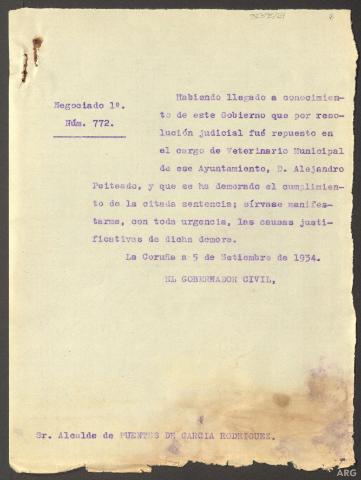 Negociado 1º.
Núm. 772.
Habiendo llegado a conocimien-
to de este Gobierno que por reso-
lución judicial fué repuesto en
el cargo de Veterinario Municipal
de ese Ayuntamiento, D. Alejandro
Peiteado, y que se ha demorado el cumplimien-
to de la citada sentencia; sírvase manifes-
tarme, con toda urgencia, las causas justi-
ficativas de dicha demora.
La Coruña a 5 de Setiembre de 1934.
EL GOBERNADOR CIVIL,
Sr. Alcalde de PUENTES DE GARCIA RODRIGUEZ.
ARG